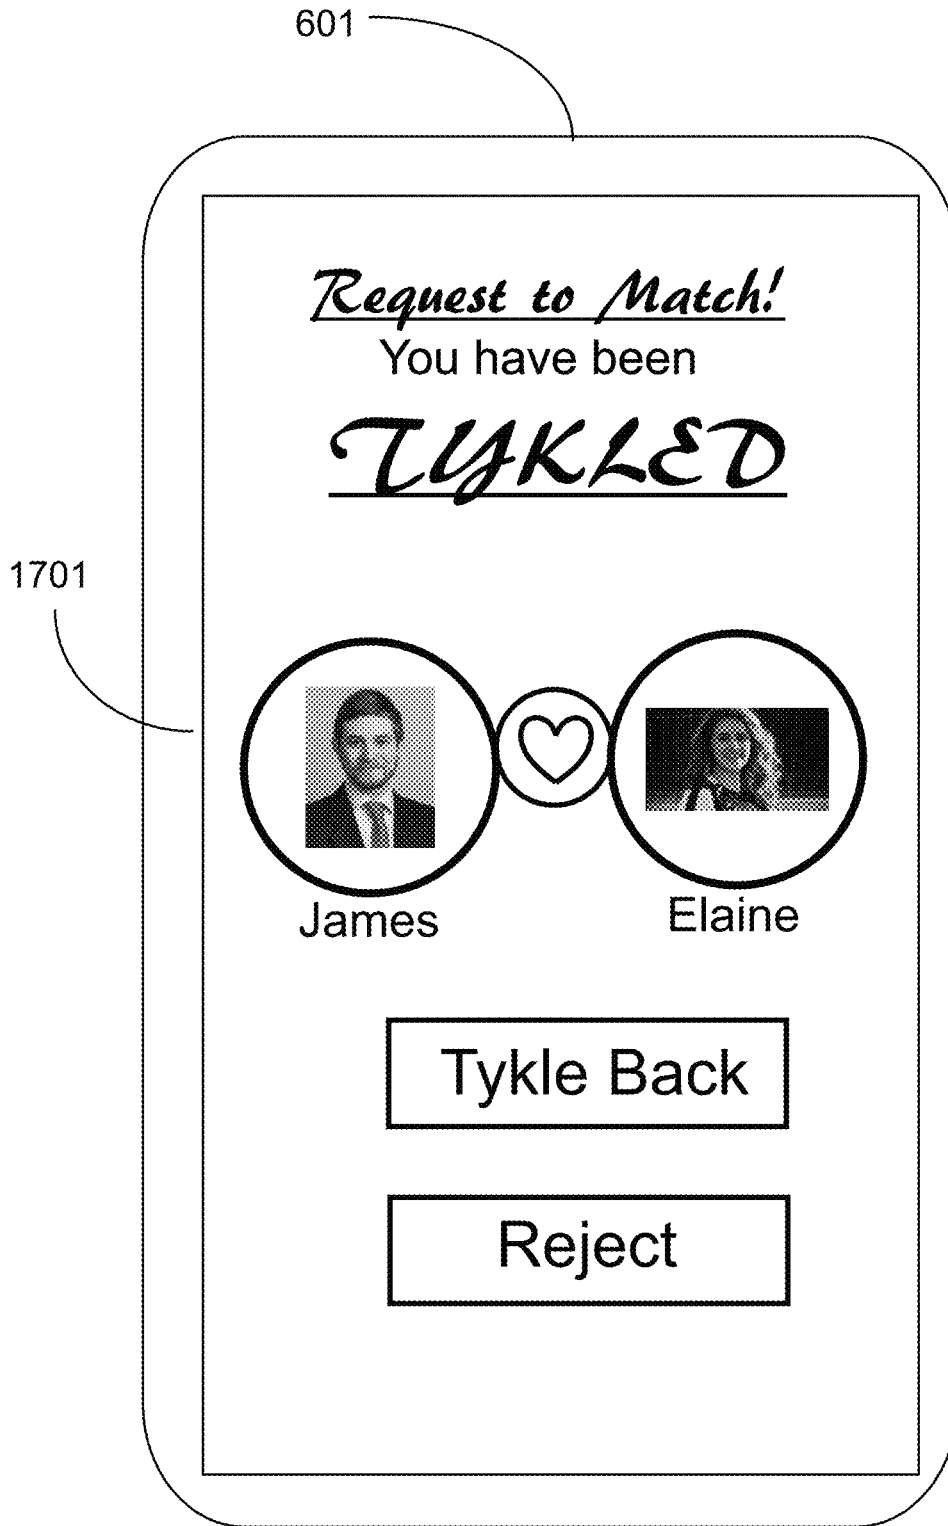 601
Request to Match!
You have been
TYKLED
1701
James
Elaine
Tykle Back
Reject